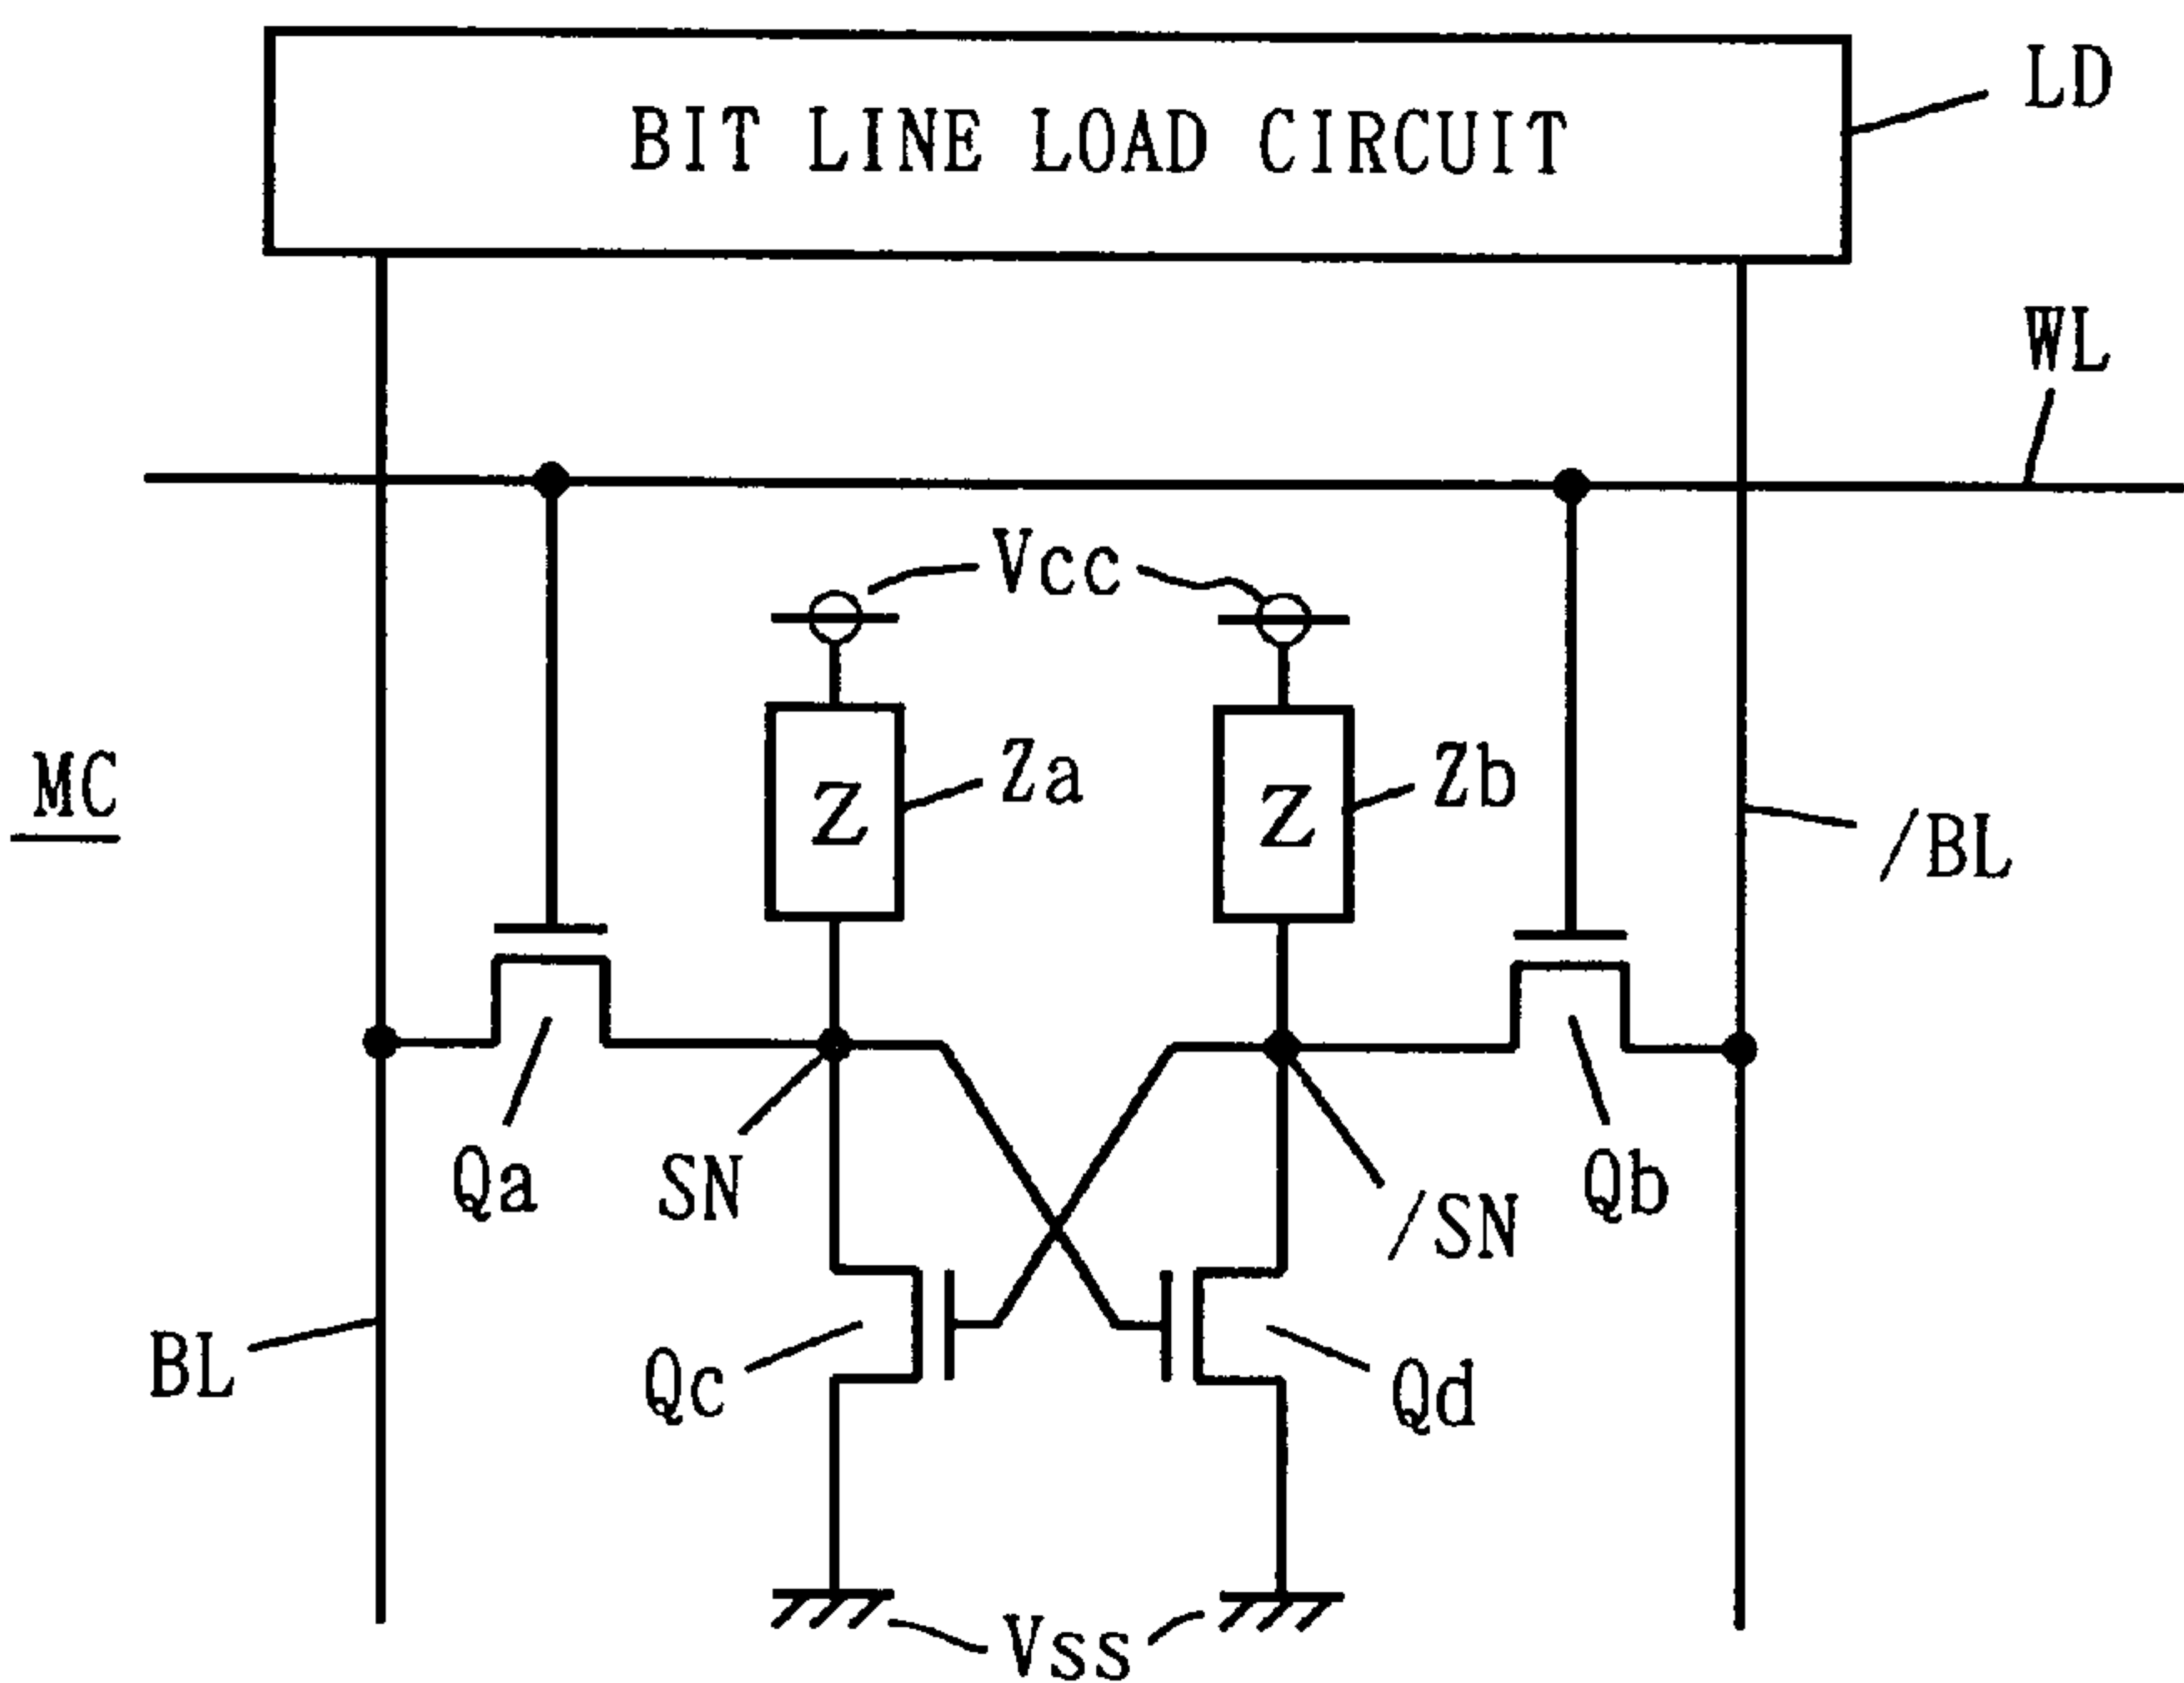 LD
BIT LINE LOAD CIRCUIT
WL
Vcc
MC
Z
Za
Z
Zb
/BL
Qa
SN
/SN
Qb
BL
Qc
Qd
Vss